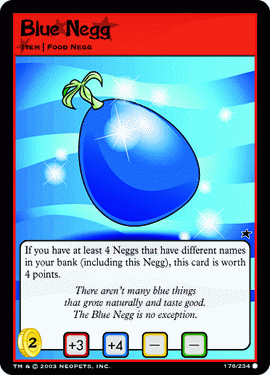 Blue Negg
Item | Food Negg
If you have at least 4 Neggs that have different names
in your bank (including this Negg), this card is worth
4 points.
There aren't many blue things
that grow naturally and taste good.
The Blue Negg is no exception.
2
+3
+4
–
–
TM & © 2003 NEOPETS, INC.
178/234